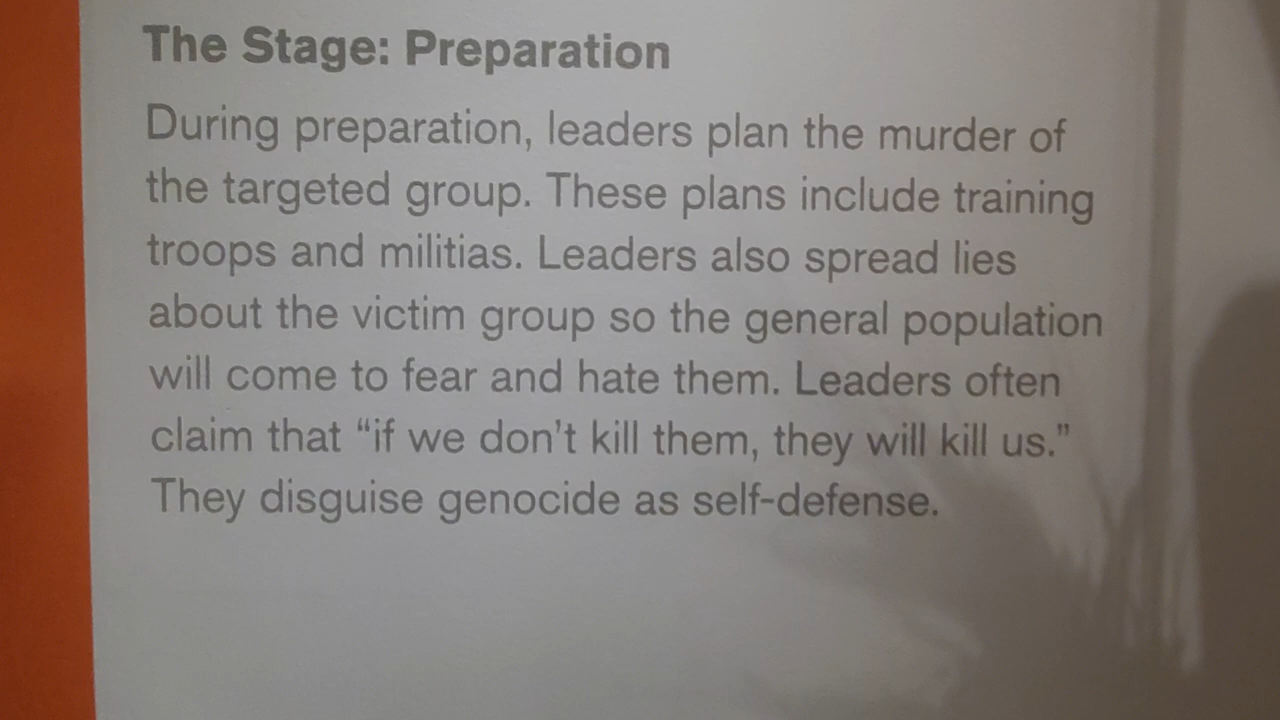 The Stage: Preparation
During preparation, leaders plan the murder of
the targeted group. These plans include training
troops and militias. Leaders also spread lies
about the victim group so the general population
will come to fear and hate them. Leaders often
claim that “if we don’t kill them, they will kill us.”
They disguise genocide as self-defense.